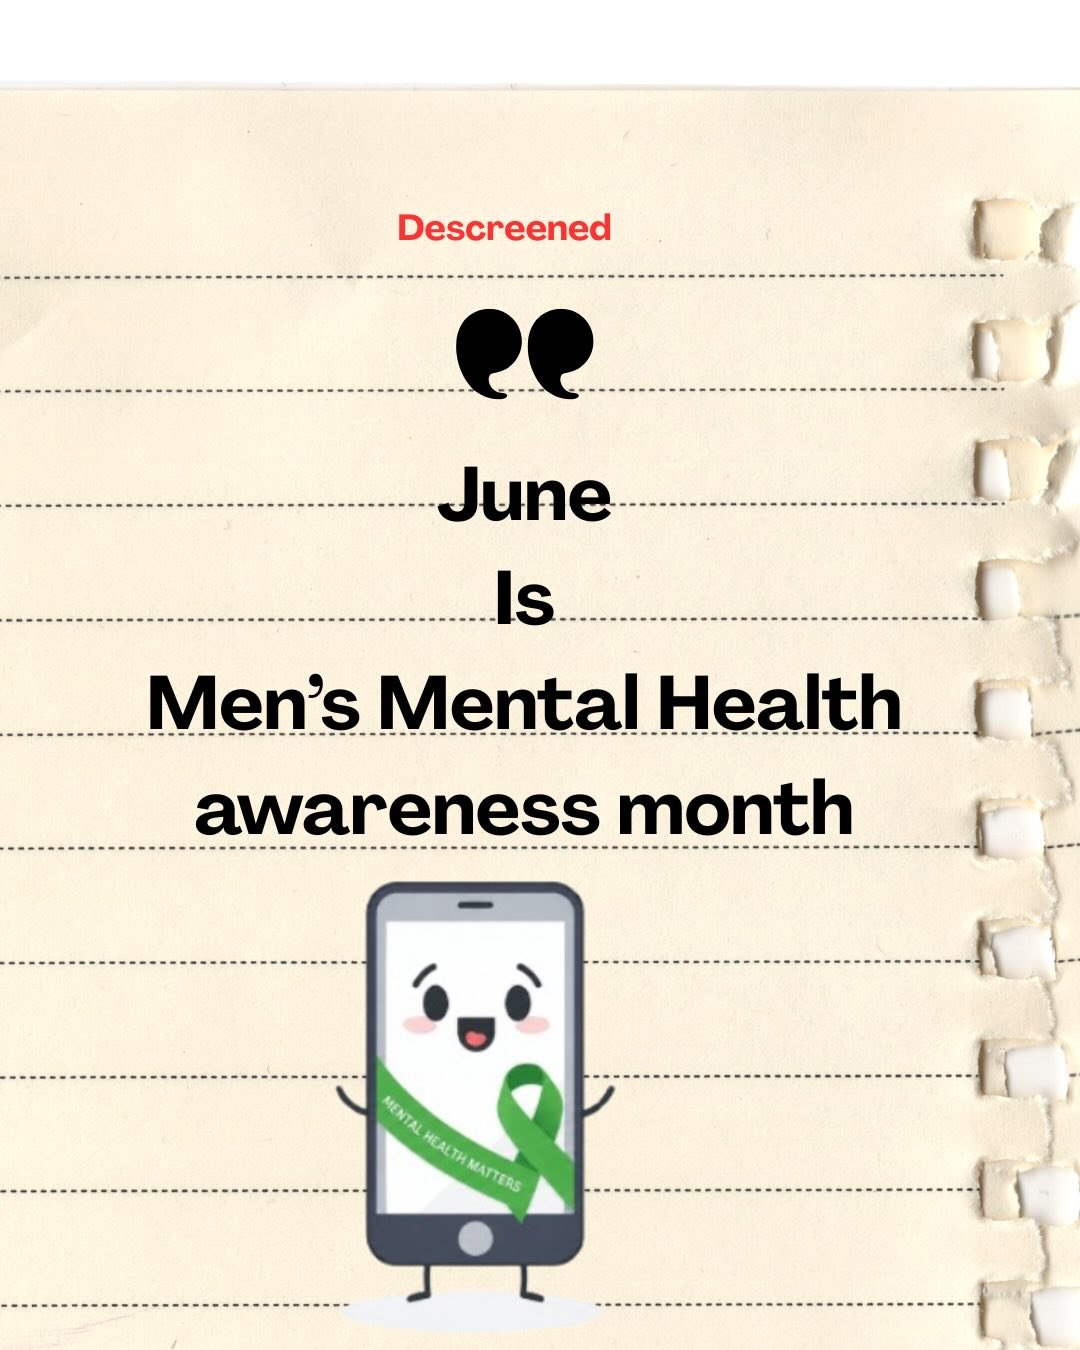 Descreened
❜❜
June
Is
Men’s Mental Health
awareness month
MENTAL HEALTH MATTERS